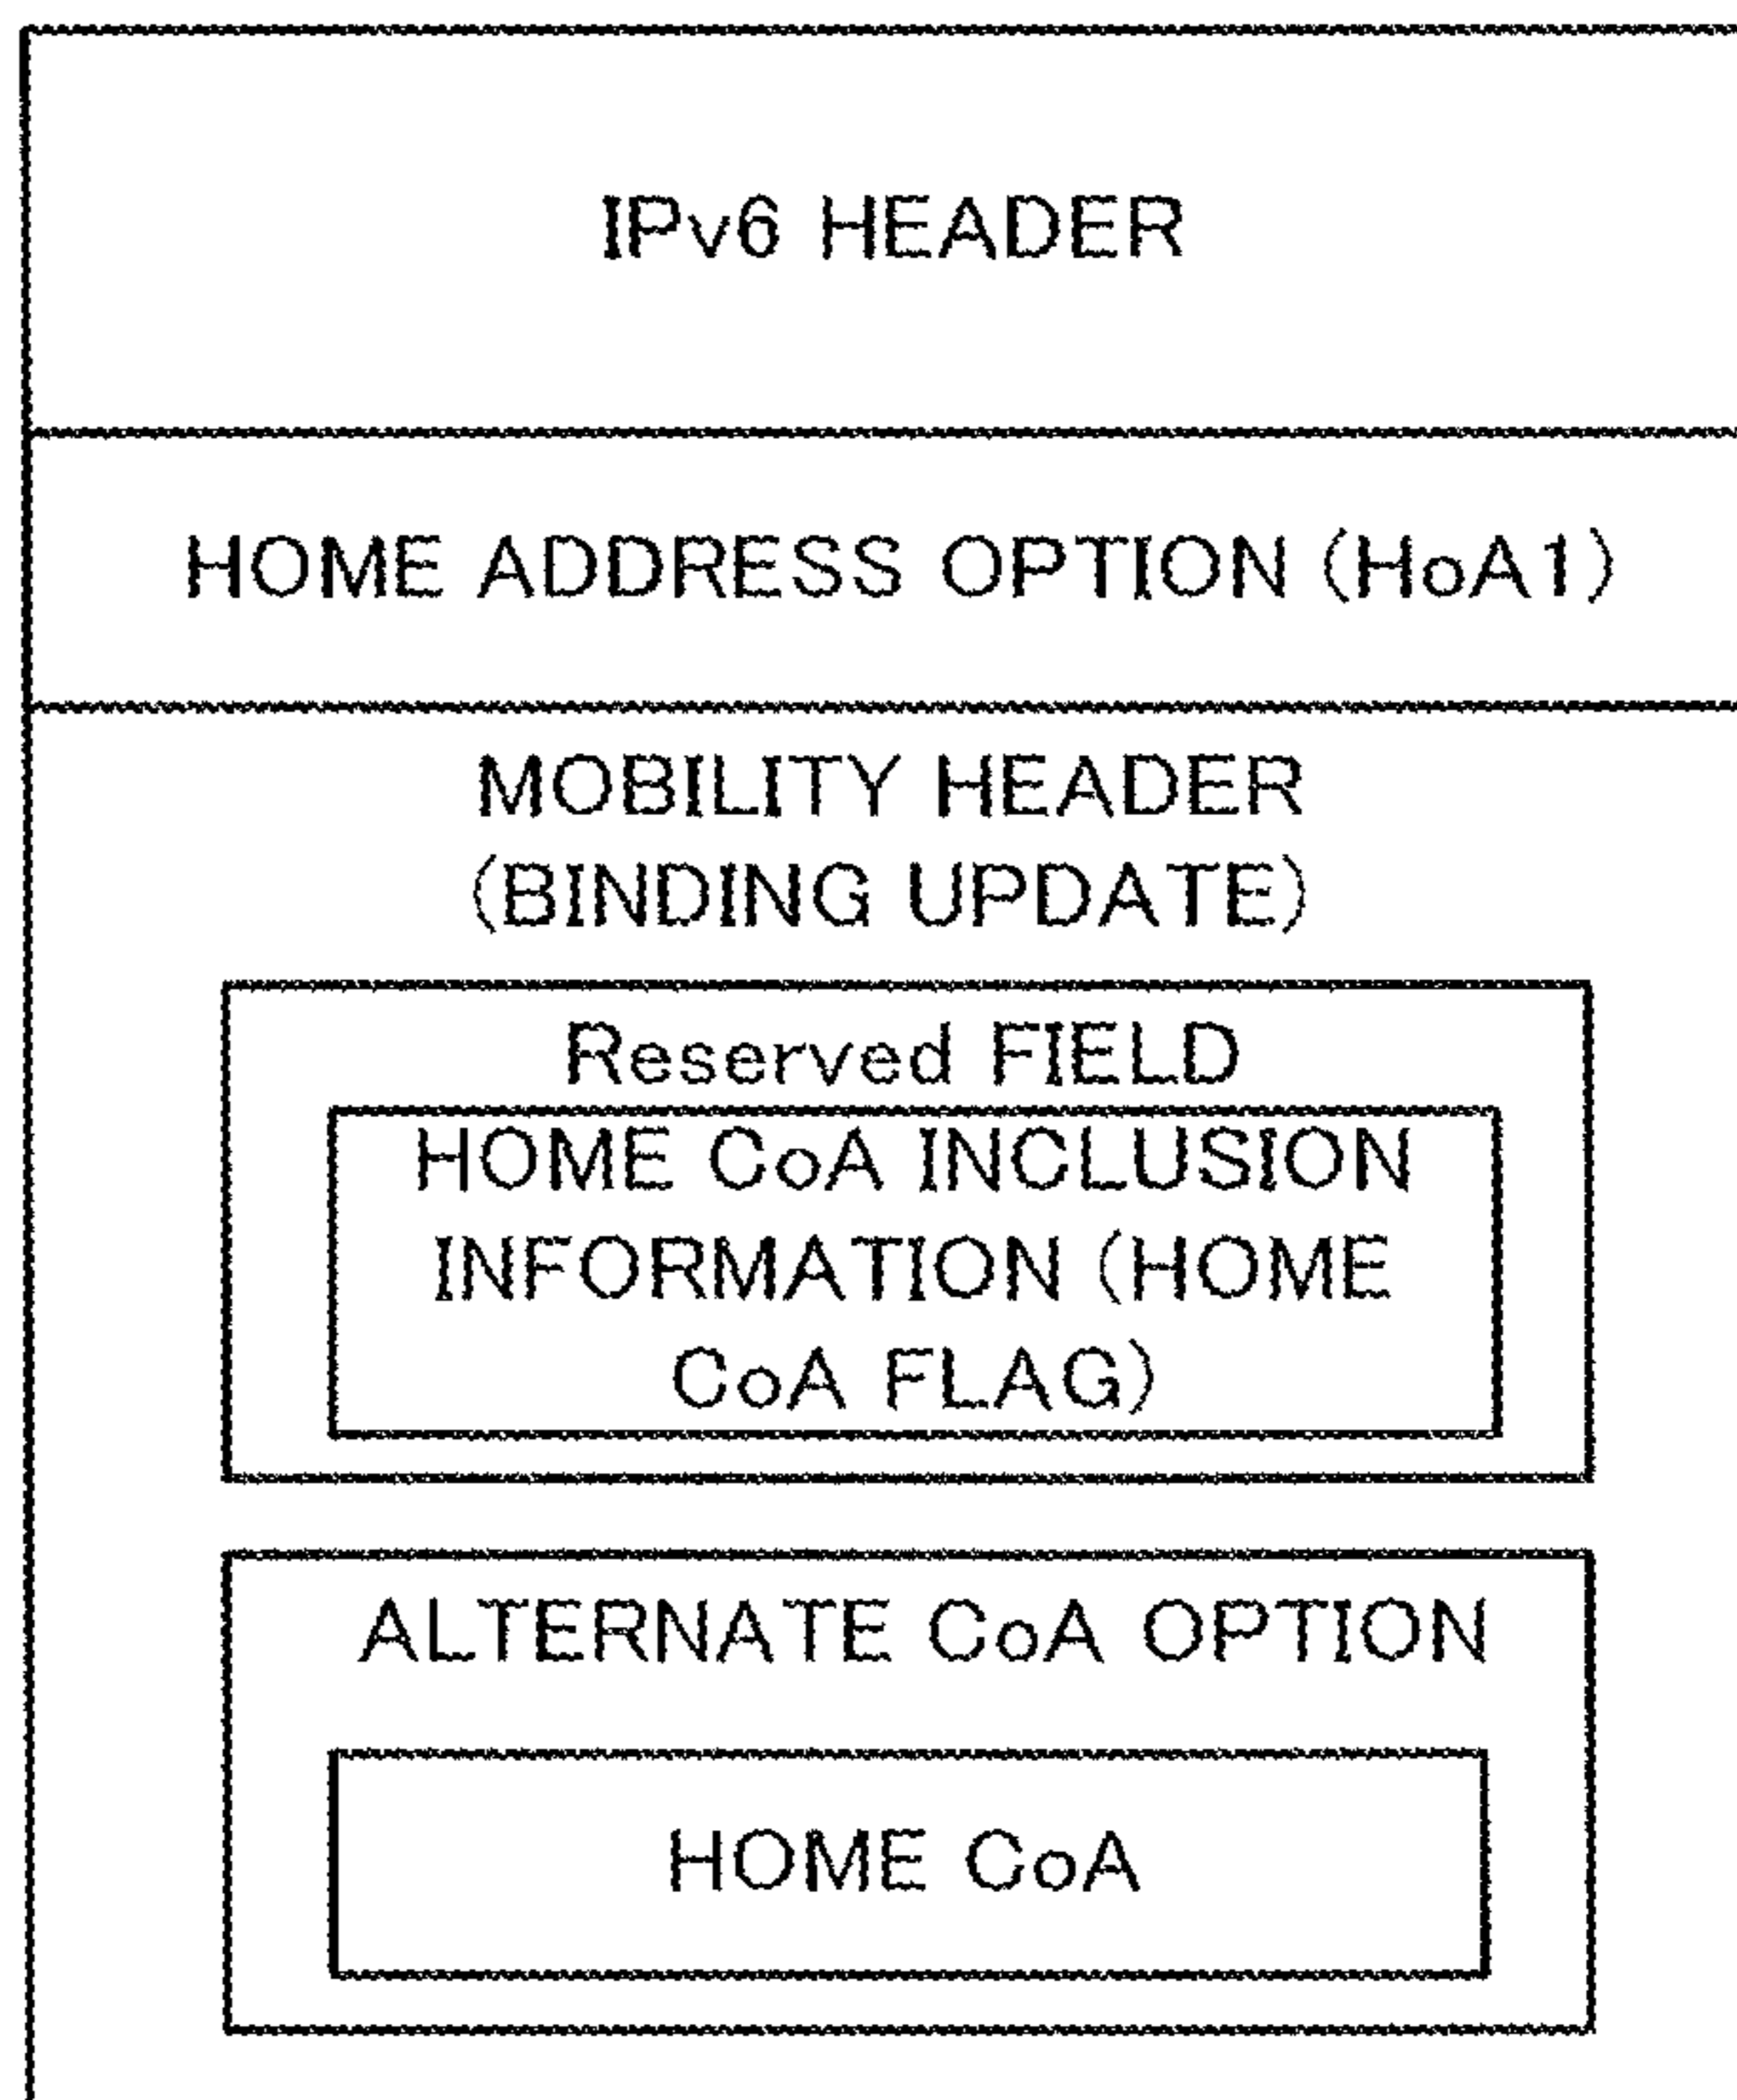 IPv6 HEADER
HOME ADDRESS OPTION (HoA1)
MOBILITY HEADER
(BINDING UPDATE)
Reserved FIELD
HOME CoA INCLUSION
INFORMATION (HOME
CoA FLAG)
ALTERNATE CoA OPTION
HOME CoA